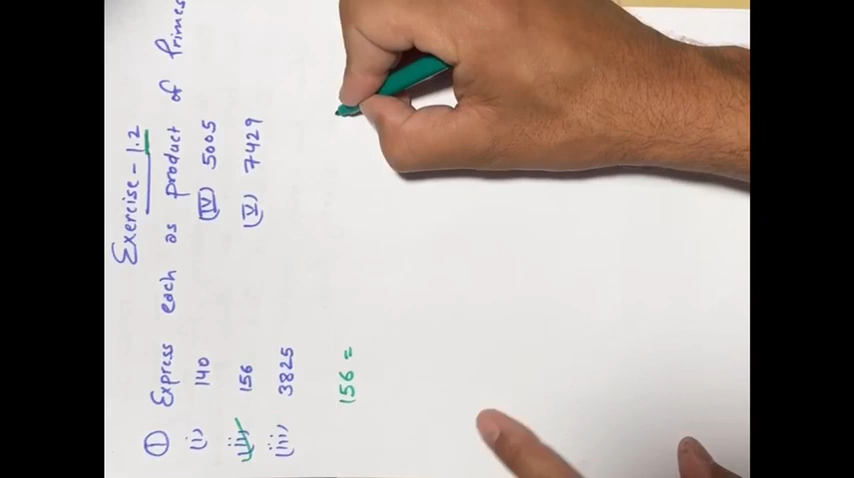 Exercise - 1.2
① Express each as product of Primes
(i) 140 (IV) 5005
(ii) 156 (V) 7429
(iii) 3825
156 =